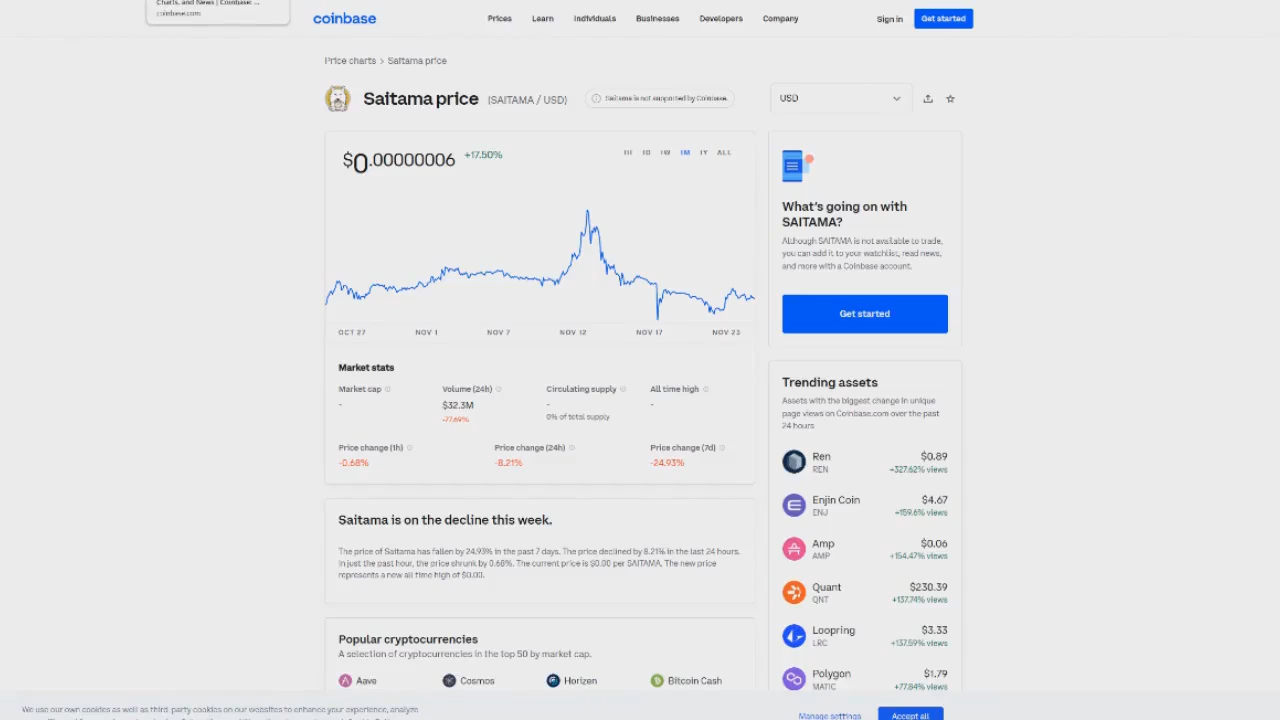 Charts, and News | Coinbase: ...
coinbase.com
coinbase
Prices Learn Individuals Businesses Developers Company
Sign in Get started
Price charts > Saitama price
Saitama price (SAITAMA / USD)
Saitama is not supported by Coinbase.
USD
$0.00000006 +17.50%
1H 1D 1W 1M 1Y ALL
OCT 27 NOV 1 NOV 7 NOV 12 NOV 17 NOV 23
Market stats
Market cap Volume (24h) Circulating supply All time high
- $32.3M - -
-77.69% 0% of total supply
Price change (1h) Price change (24h) Price change (7d)
-0.68% -8.21% -24.93%
Saitama is on the decline this week.
The price of Saitama has fallen by 24.93% in the past 7 days. The price declined by 8.21% in the last 24 hours.
In just the past hour, the price shrunk by 0.68%. The current price is $0.00 per SAITAMA. The new price
represents a new all time high of $0.00.
Popular cryptocurrencies
A selection of cryptocurrencies in the top 50 by market cap.
Aave Cosmos Horizen Bitcoin Cash
What's going on with
SAITAMA?
Although SAITAMA is not available to trade,
you can add it to your watchlist, read news,
and more with a Coinbase account.
Get started
Trending assets
Assets with the biggest change in unique
page views on Coinbase.com over the past
24 hours
Ren $0.89
REN +327.62% views
Enjin Coin $4.67
ENJ +159.6% views
Amp $0.06
AMP +154.47% views
Quant $230.39
QNT +137.74% views
Loopring $3.33
LRC +137.59% views
Polygon $1.79
MATIC +77.84% views
We use our own cookies as well as third-party cookies on our websites to enhance your experience, analyze
Manage settings Accept all